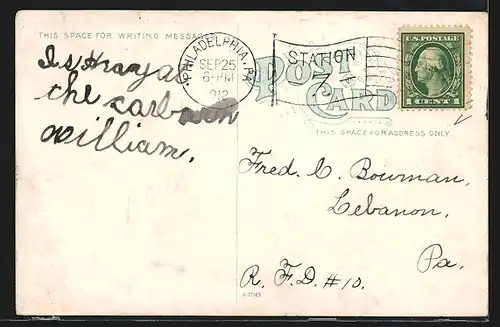 THIS SPACE FOR WRITING MESSAGES
PHILADELPHIA, PA.
SEP 25
6-PM
1912
STATION
POST
CARD
U.S. POSTAGE
1 CENT 1
THIS SPACE FOR ADDRESS ONLY
the
william.
Fred. C. Bowman,
Lebanon.
Pa.
R. F.D. #10.